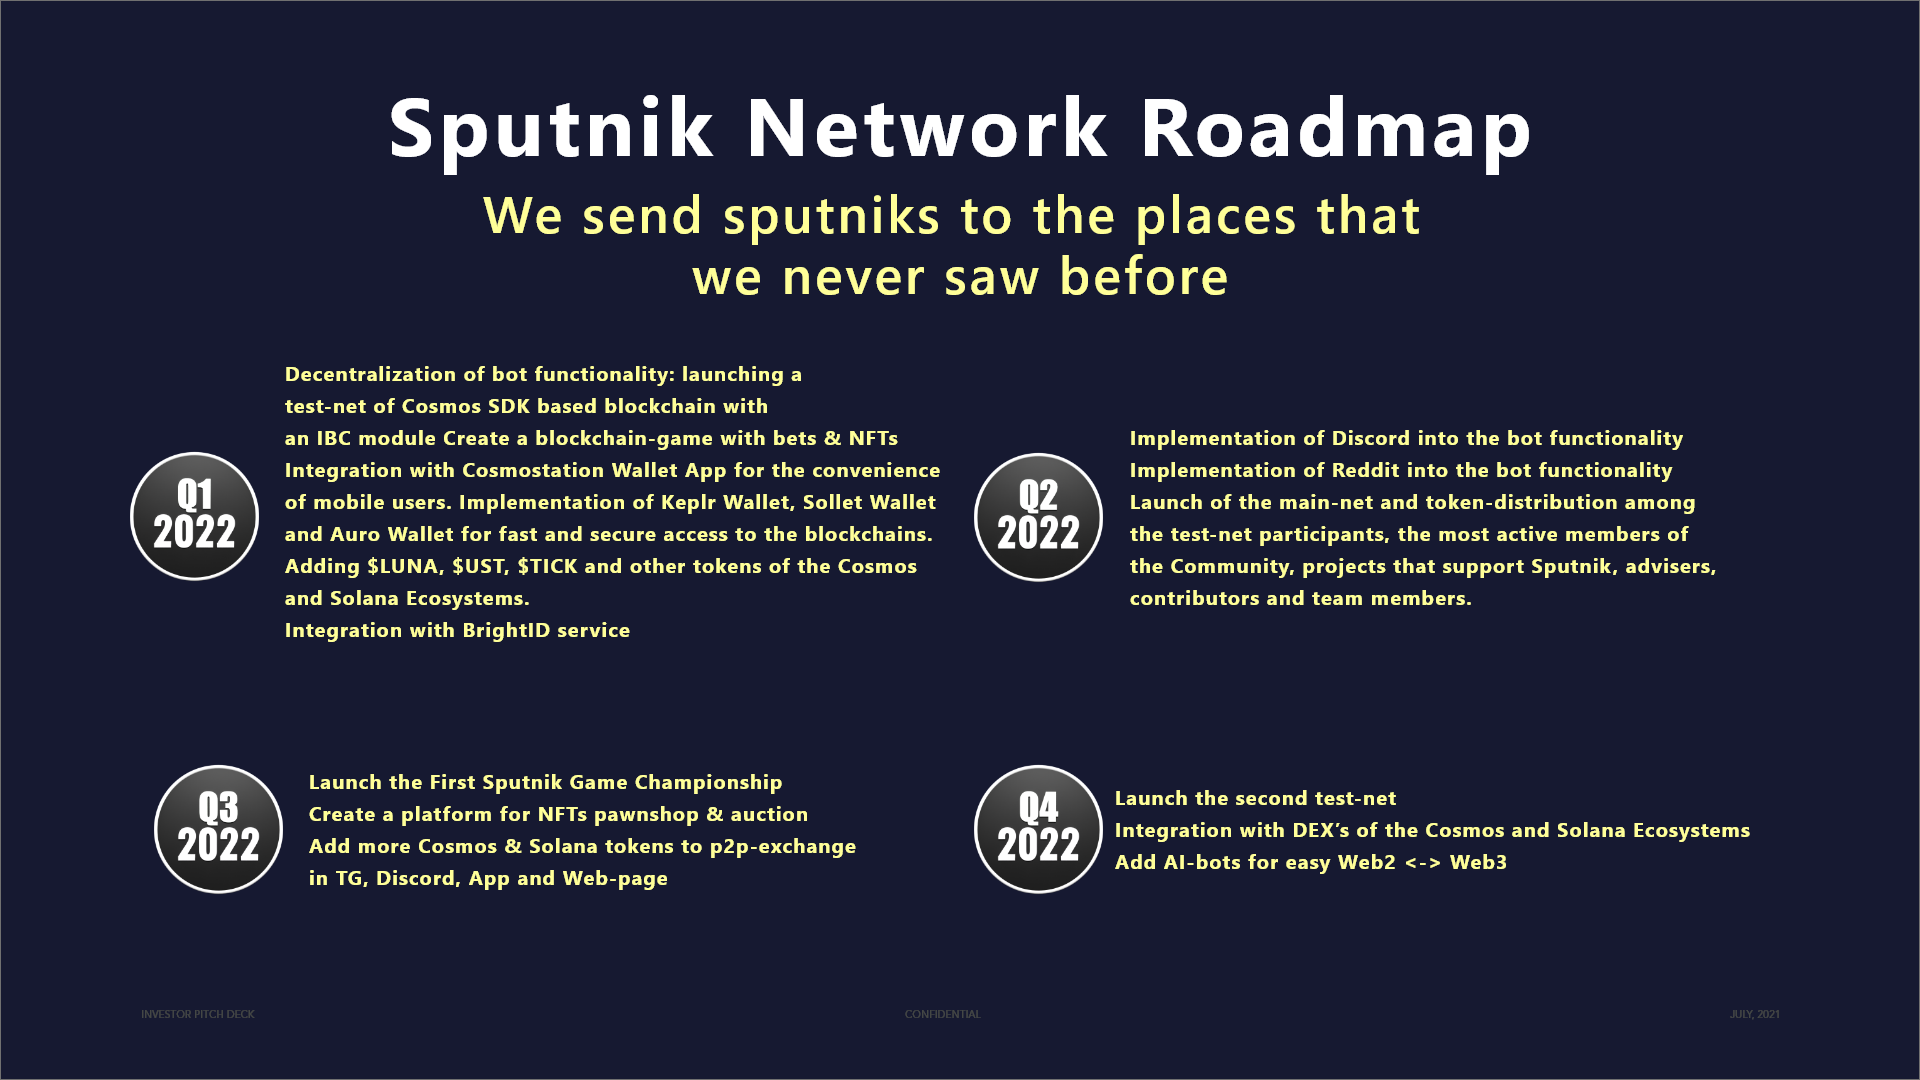 Sputnik Network Roadmap
We send sputniks to the places that
we never saw before
Q1
2022
Decentralization of bot functionality: launching a
test-net of Cosmos SDK based blockchain with
an IBC module Create a blockchain-game with bets & NFTs
Integration with Cosmostation Wallet App for the convenience
of mobile users. Implementation of Keplr Wallet, Sollet Wallet
and Auro Wallet for fast and secure access to the blockchains.
Adding $LUNA, $UST, $TICK and other tokens of the Cosmos
and Solana Ecosystems.
Integration with BrightID service
Q2
2022
Implementation of Discord into the bot functionality
Implementation of Reddit into the bot functionality
Launch of the main-net and token-distribution among
the test-net participants, the most active members of
the Community, projects that support Sputnik, advisers,
contributors and team members.
Q3
2022
Launch the First Sputnik Game Championship
Create a platform for NFTs pawnshop & auction
Add more Cosmos & Solana tokens to p2p-exchange
in TG, Discord, App and Web-page
Q4
2022
Launch the second test-net
Integration with DEX’s of the Cosmos and Solana Ecosystems
Add AI-bots for easy Web2 <-> Web3
INVESTOR PITCH DECK
CONFIDENTIAL
JULY, 2021